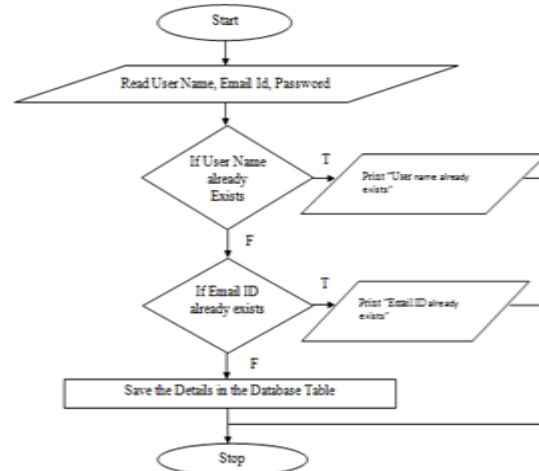 Start
Read User Name, Email Id, Password
If User Name
already
Exists
T
Print "User name already
exists"
F
If Email ID
already exists
T
Print "Email ID already
exists"
F
Save the Details in the Database Table
Stop